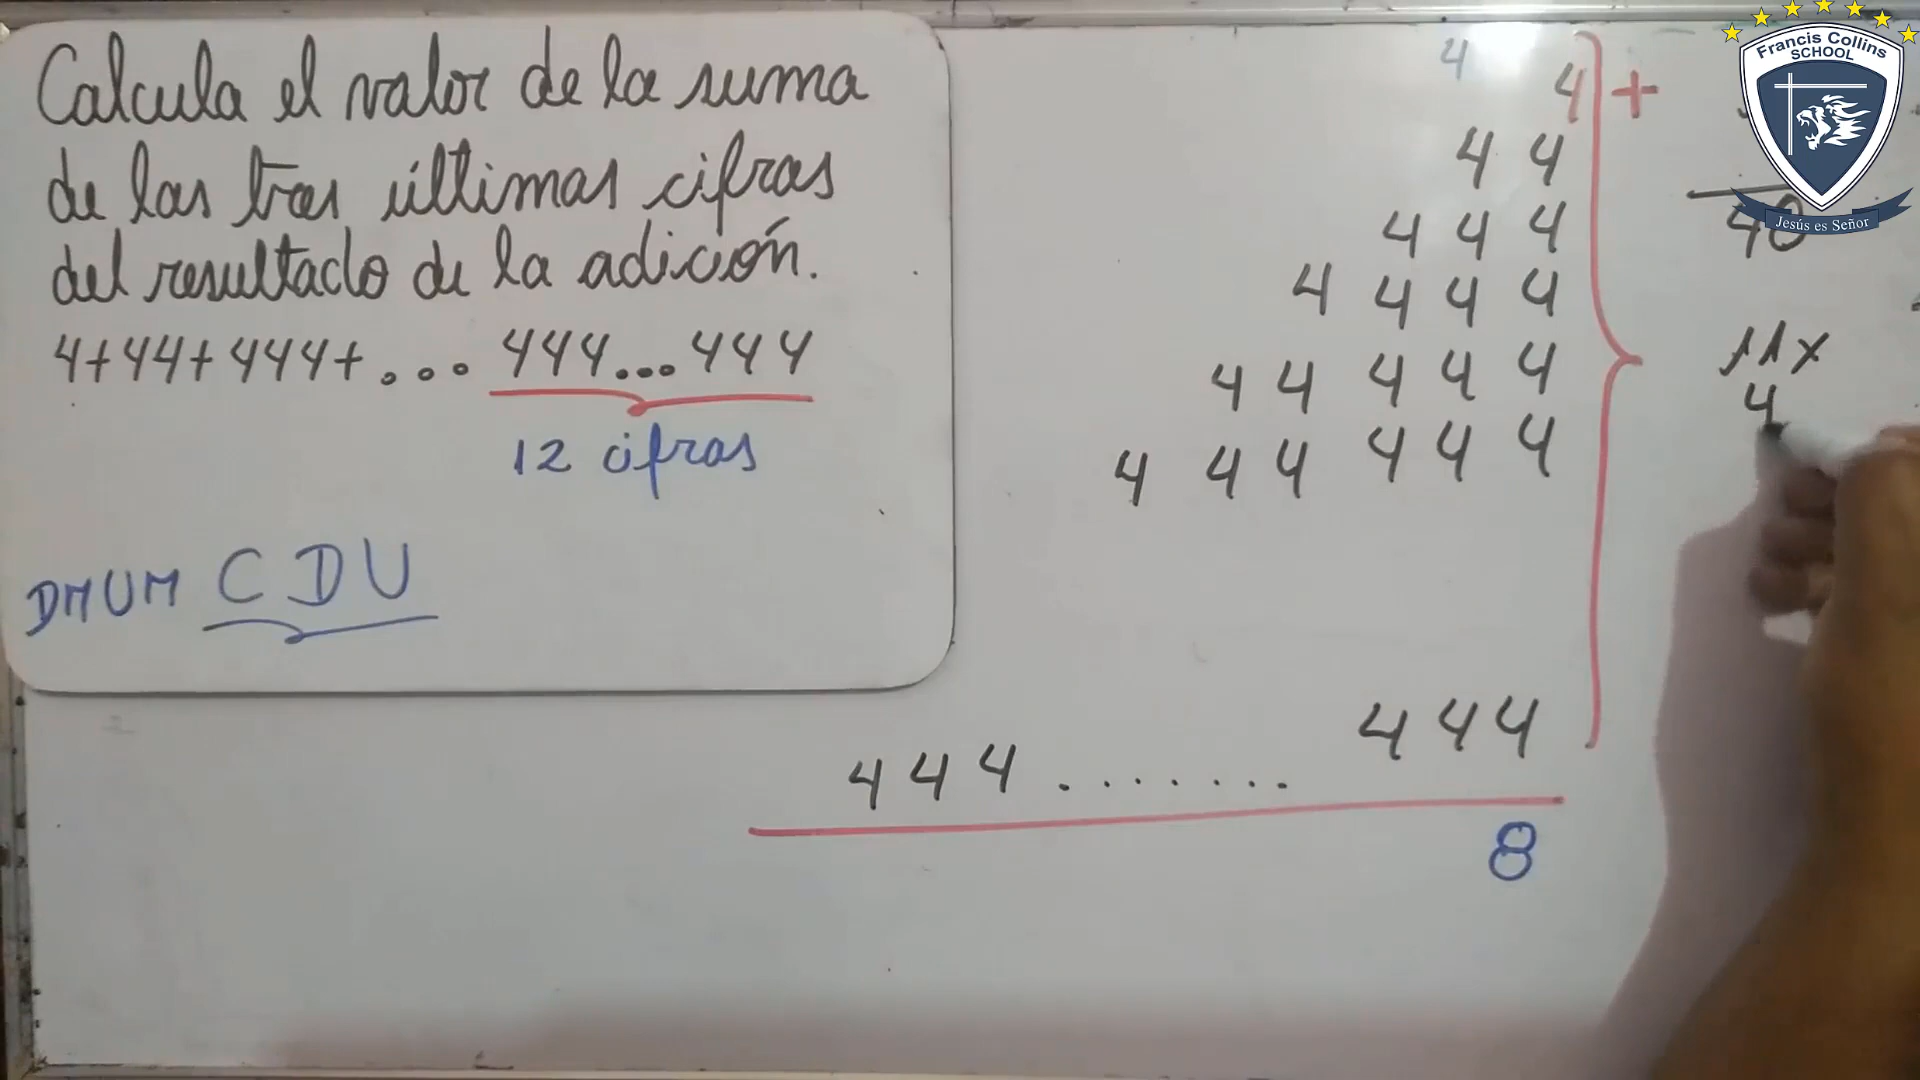 Calcula el valor de la suma
de las tres últimas cifras
del resultado de la adición.
4+44+444+... 444...444
12 cifras
DM UM C D U
4
4 +
4 4
4 4 4
4 4 4 4
4 4 4 4 4
4 4 4 4 4 4
4 4 4
4 4 4 ........
8
40
11x
4
Francis Collins
SCHOOL
Jesús es Señor